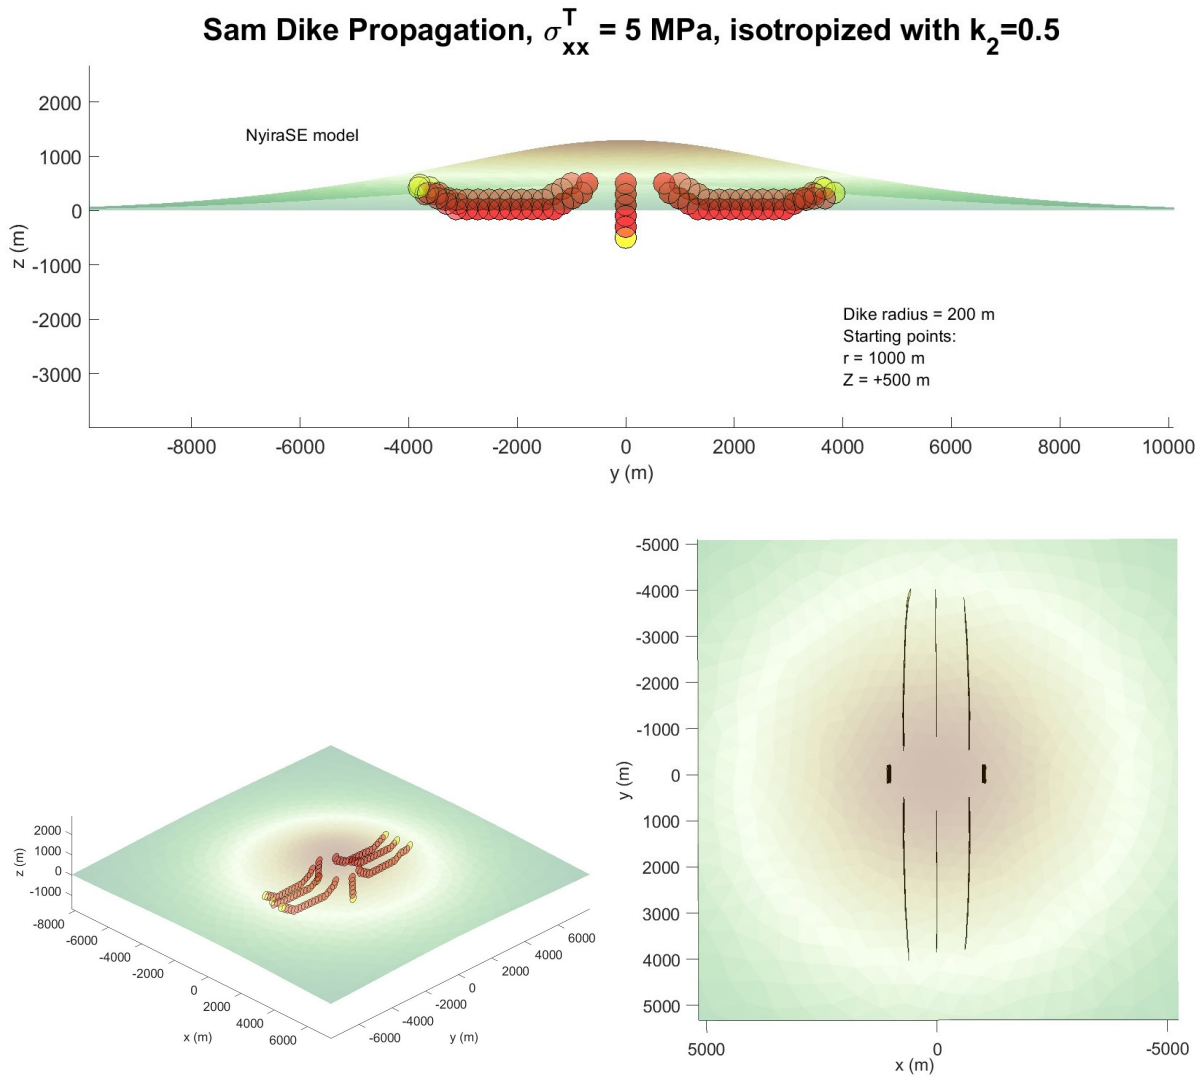 Sam Dike Propagation, σ^T_xx = 5 MPa, isotropized with k_2=0.5
2000
1000
0
-1000
-2000
-3000
z (m)
NyiraSE model
Dike radius = 200 m
Starting points:
r = 1000 m
Z = +500 m
-8000 -6000 -4000 -2000 0 2000 4000 6000 8000 10000
y (m)
2000
1000
0
-1000
z (m)
-8000
-6000
-4000
-2000
0
2000
4000
6000
x (m)
-6000
-4000
-2000
0
2000
4000
6000
y (m)
-5000
-4000
-3000
-2000
-1000
0
1000
2000
3000
4000
5000
y (m)
5000 0 -5000
x (m)